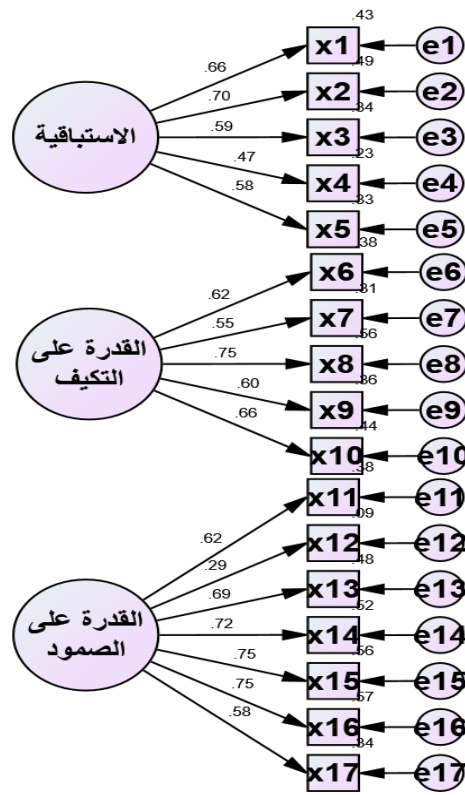 .43
.66
x1
e1
.49
.70
x2
e2
.34
الاستباقية
.59
x3
e3
.23
.47
x4
e4
.33
.58
x5
e5
.38
.62
x6
e6
.31
.55
x7
e7
.56
القدرة على
التكيف
.75
x8
e8
.36
.60
x9
e9
.44
.66
x10
e10
.38
.62
x11
e11
.09
.29
x12
e12
.48
.69
x13
e13
.52
القدرة على
الصمود
.72
x14
e14
.56
.75
x15
e15
.57
.75
x16
e16
.34
.58
x17
e17